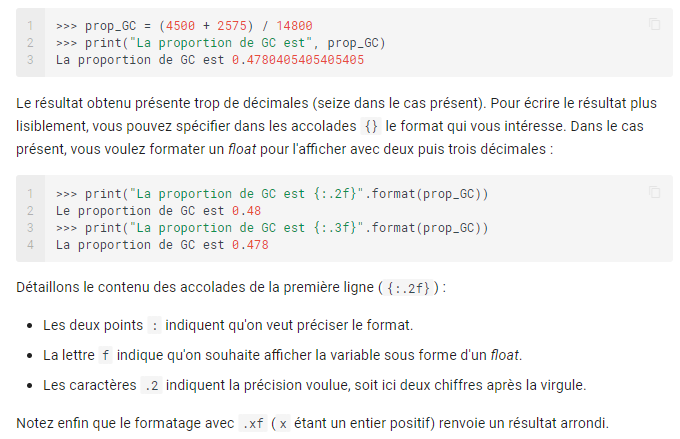 1 >>> prop_GC = (4500 + 2575) / 14800
2 >>> print("La proportion de GC est", prop_GC)
3 La proportion de GC est 0.4780405405405405
Le résultat obtenu présente trop de décimales (seize dans le cas présent). Pour écrire le résultat plus
lisiblement, vous pouvez spécifier dans les accolades {} le format qui vous intéresse. Dans le cas
présent, vous voulez formater un float pour l'afficher avec deux puis trois décimales :
1 >>> print("La proportion de GC est {:.2f}".format(prop_GC))
2 Le proportion de GC est 0.48
3 >>> print("La proportion de GC est {:.3f}".format(prop_GC))
4 La proportion de GC est 0.478
Détaillons le contenu des accolades de la première ligne ( {:.2f} ) :
• Les deux points : indiquent qu'on veut préciser le format.
• La lettre f indique qu'on souhaite afficher la variable sous forme d'un float.
• Les caractères .2 indiquent la précision voulue, soit ici deux chiffres après la virgule.
Notez enfin que le formatage avec .xf ( x étant un entier positif) renvoie un résultat arrondi.